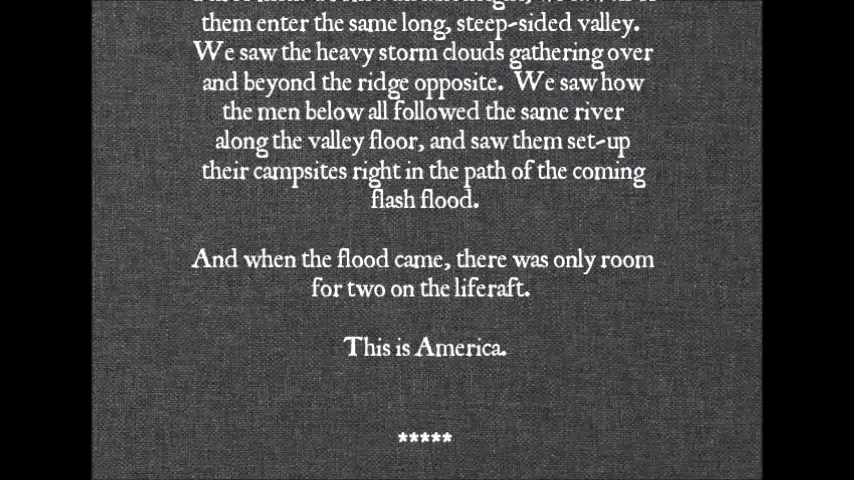 them enter the same long, steep-sided valley.
We saw the heavy storm clouds gathering over
and beyond the ridge opposite. We saw how
the men below all followed the same river
along the valley floor, and saw them set-up
their campsites right in the path of the coming
flash flood.
And when the flood came, there was only room
for two on the liferaft.
This is America.
*****